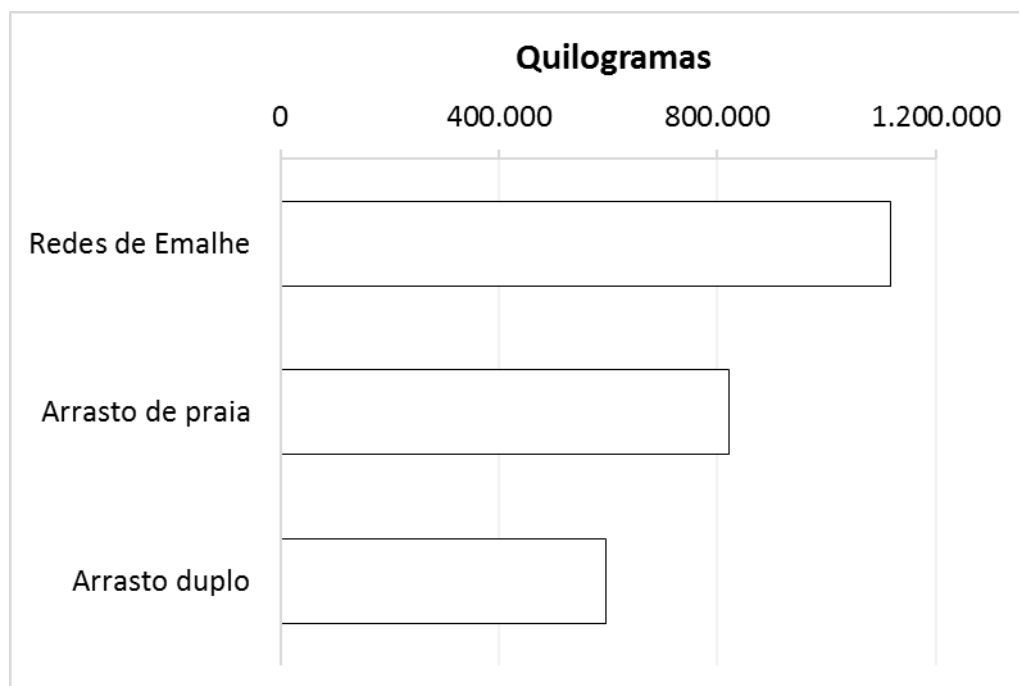 Quilogramas
0 400.000 800.000 1.200.000
Redes de Emalhe
Arrasto de praia
Arrasto duplo